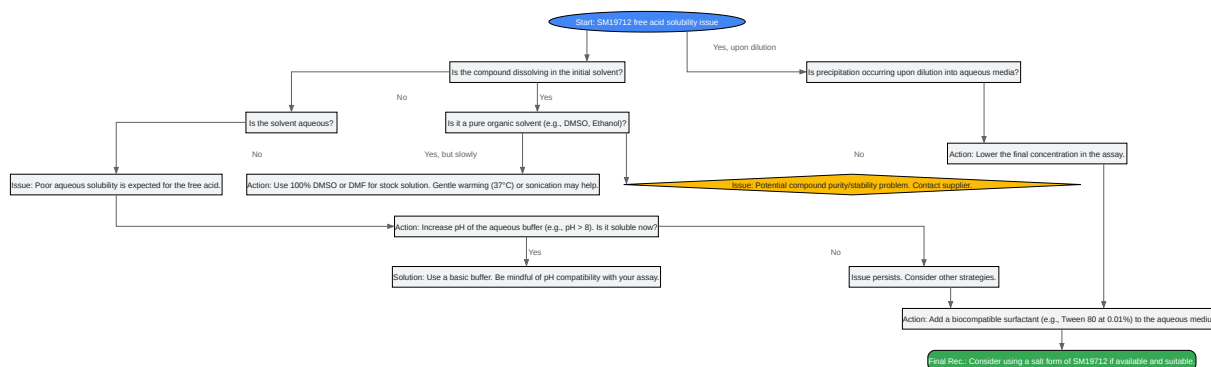 Start: SM19712 free acid solubility issue
Yes, upon dilution
Is the compound dissolving in the initial solvent?
Is precipitation occurring upon dilution into aqueous media?
No
Yes
Is the solvent aqueous?
Is it a pure organic solvent (e.g., DMSO, Ethanol)?
No
Yes, but slowly
No
Action: Lower the final concentration in the assay.
Issue: Poor aqueous solubility is expected for the free acid.
Action: Use 100% DMSO or DMF for stock solution. Gentle warming (37°C) or sonication may help.
Issue: Potential compound purity/stability problem. Contact supplier.
Action: Increase pH of the aqueous buffer (e.g., pH > 8). Is it soluble now?
Yes
No
Solution: Use a basic buffer. Be mindful of pH compatibility with your assay.
Issue persists. Consider other strategies.
Action: Add a biocompatible surfactant (e.g., Tween 80 at 0.01%) to the aqueous mediu
Final Rec.: Consider using a salt form of SM19712 if available and suitable.